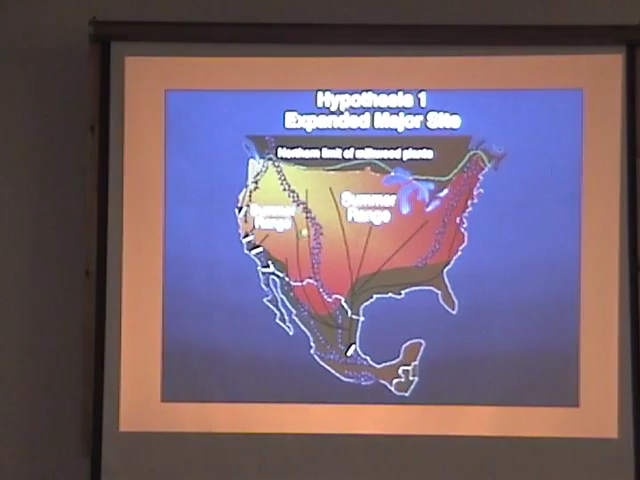 Hypothesis 1
Expanded Major Site
Northern limit of milkweed plants
Summer
Range
Summer
Range